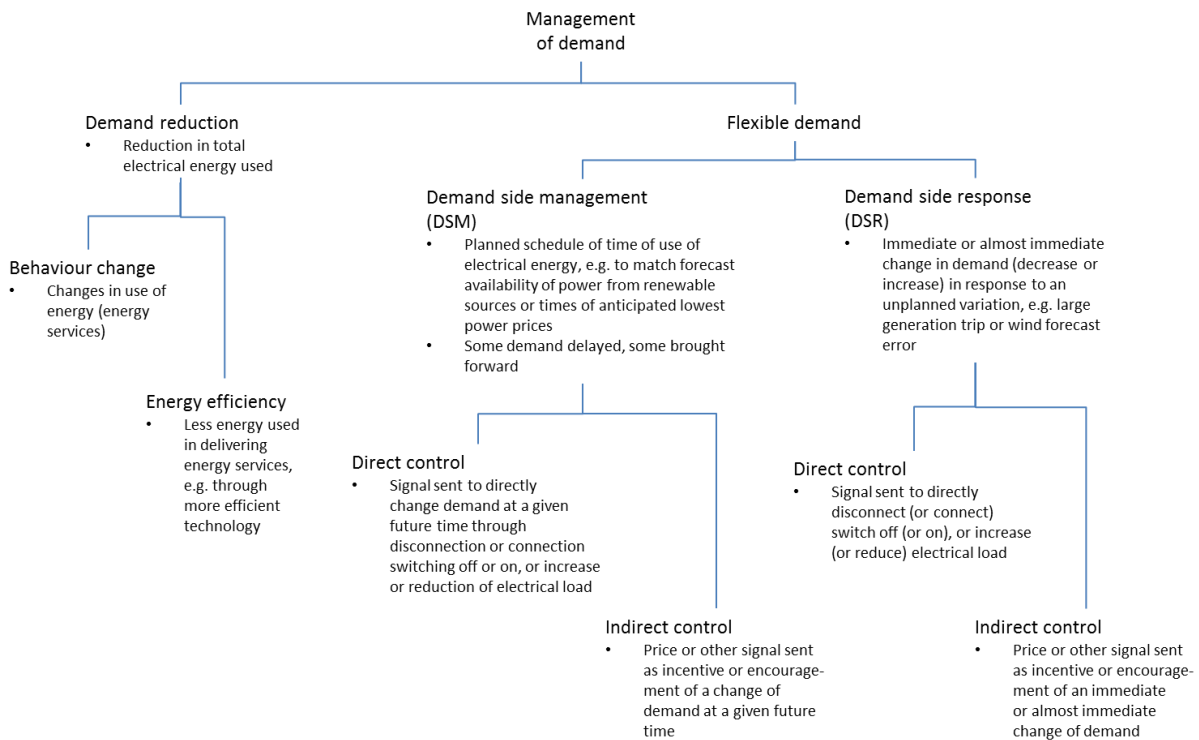 Management
of demand
Demand reduction
• Reduction in total
electrical energy used
Flexible demand
Behaviour change
• Changes in use of
energy (energy
services)
Energy efficiency
• Less energy used
in delivering
energy services,
e.g. through
more efficient
technology
Demand side management
(DSM)
• Planned schedule of time of use of
electrical energy, e.g. to match forecast
availability of power from renewable
sources or times of anticipated lowest
power prices
• Some demand delayed, some brought
forward
Direct control
• Signal sent to directly
change demand at a given
future time through
disconnection or connection
switching off or on, or increase
or reduction of electrical load
Indirect control
• Price or other signal sent
as incentive or encourage-
ment of a change of
demand at a given future
time
Demand side response
(DSR)
• Immediate or almost immediate
change in demand (decrease or
increase) in response to an
unplanned variation, e.g. large
generation trip or wind forecast
error
Direct control
• Signal sent to directly
disconnect (or connect)
switch off (or on), or increase
(or reduce) electrical load
Indirect control
• Price or other signal sent
as incentive or encourage-
ment of an immediate
or almost immediate
change of demand